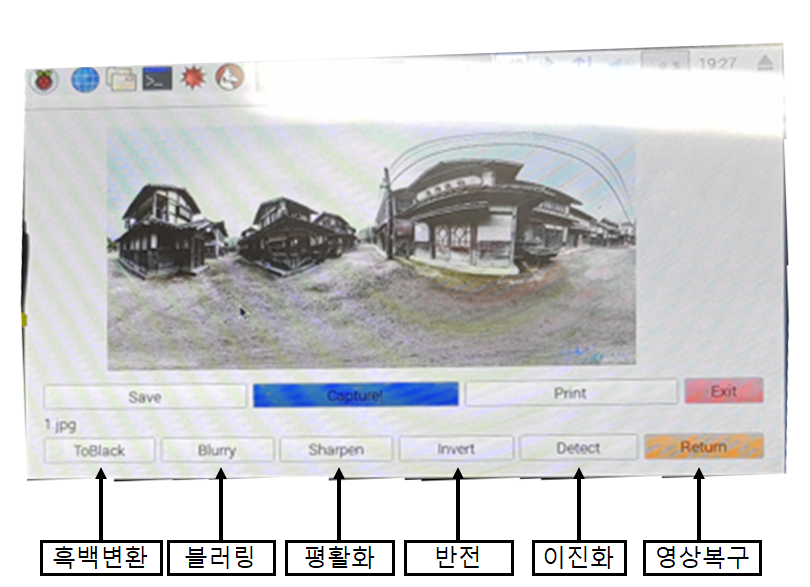 19:27
Save Capture! Print Exit
1.jpg
ToBlack Blurry Sharpen Invert Detect Return
흑백변환 블러링 평활화 반전 이진화 영상복구